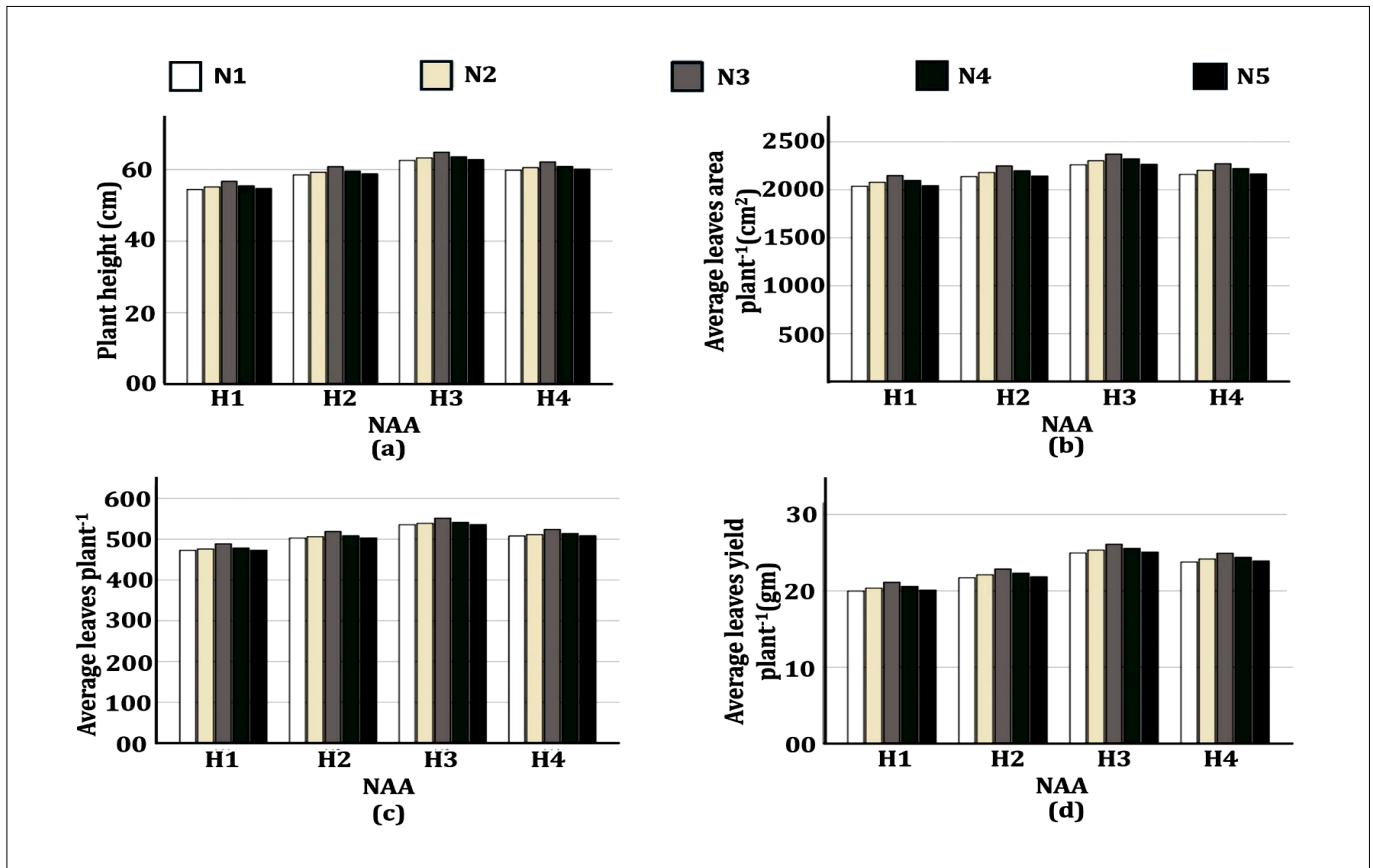 N1 N2 N3 N4 N5
Plant height (cm)
60
40
20
00
H1 H2 H3 H4
NAA
(a)
Average leaves area
plant⁻¹(cm²)
2500
2000
1500
1000
500
H1 H2 H3 H4
NAA
(b)
Average leaves plant⁻¹
600
500
400
300
200
100
00
H1 H2 H3 H4
NAA
(c)
Average leaves yield
plant⁻¹(gm)
30
20
10
00
H1 H2 H3 H4
NAA
(d)